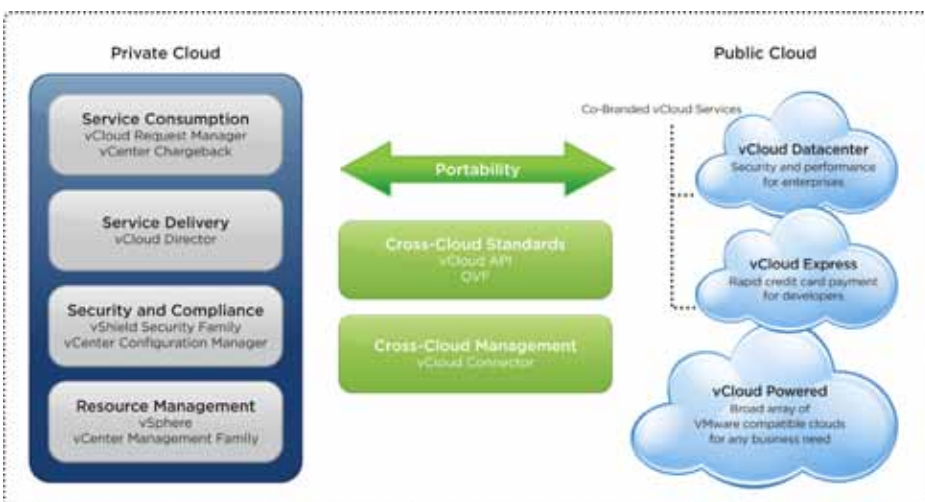 Private Cloud
Service Consumption
vCloud Request Manager
vCenter Chargeback
Service Delivery
vCloud Director
Security and Compliance
vShield Security Family
vCenter Configuration Manager
Resource Management
vSphere
vCenter Management Family
Portability
Cross-Cloud Standards
vCloud API
OVF
Cross-Cloud Management
vCloud Connector
Public Cloud
Co-Branded vCloud Services
vCloud Datacenter
Security and performance
for enterprises
vCloud Express
Rapid credit card payment
for developers
vCloud Powered
Broad array of
VMware compatible clouds
for any business need